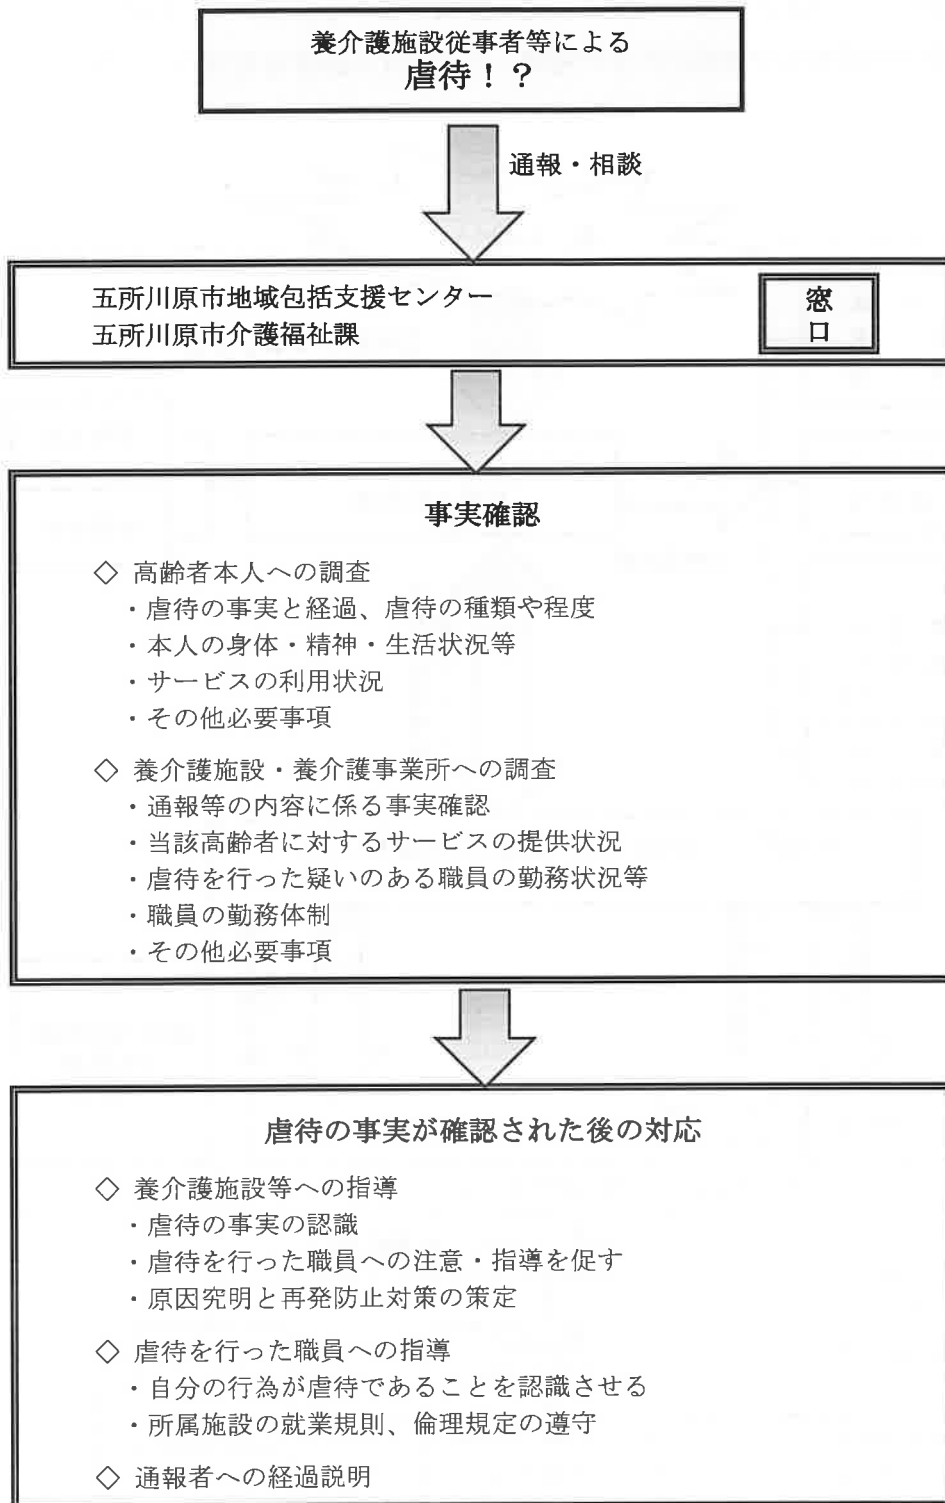 養介護施設従事者等による
虐待！？
通報・相談
五所川原市地域包括支援センター
五所川原市介護福祉課
窓
口
事実確認
◇ 高齢者本人への調査
・虐待の事実と経過、虐待の種類や程度
・本人の身体・精神・生活状況等
・サービスの利用状況
・その他必要事項
◇ 養介護施設・養介護事業所への調査
・通報等の内容に係る事実確認
・当該高齢者に対するサービスの提供状況
・虐待を行った疑いのある職員の勤務状況等
・職員の勤務体制
・その他必要事項
虐待の事実が確認された後の対応
◇ 養介護施設等への指導
・虐待の事実の認識
・虐待を行った職員への注意・指導を促す
・原因究明と再発防止対策の策定
◇ 虐待を行った職員への指導
・自分の行為が虐待であることを認識させる
・所属施設の就業規則、倫理規定の遵守
◇ 通報者への経過説明